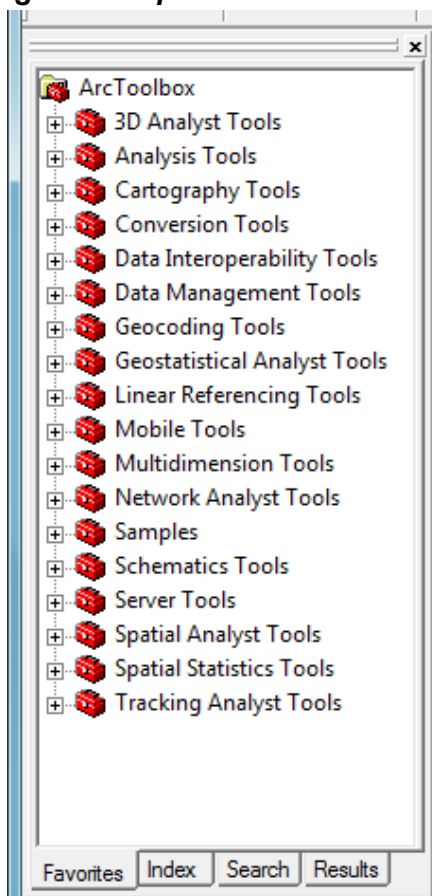 ArcToolbox
3D Analyst Tools
Analysis Tools
Cartography Tools
Conversion Tools
Data Interoperability Tools
Data Management Tools
Geocoding Tools
Geostatistical Analyst Tools
Linear Referencing Tools
Mobile Tools
Multidimension Tools
Network Analyst Tools
Samples
Schematics Tools
Server Tools
Spatial Analyst Tools
Spatial Statistics Tools
Tracking Analyst Tools
Favorites Index Search Results